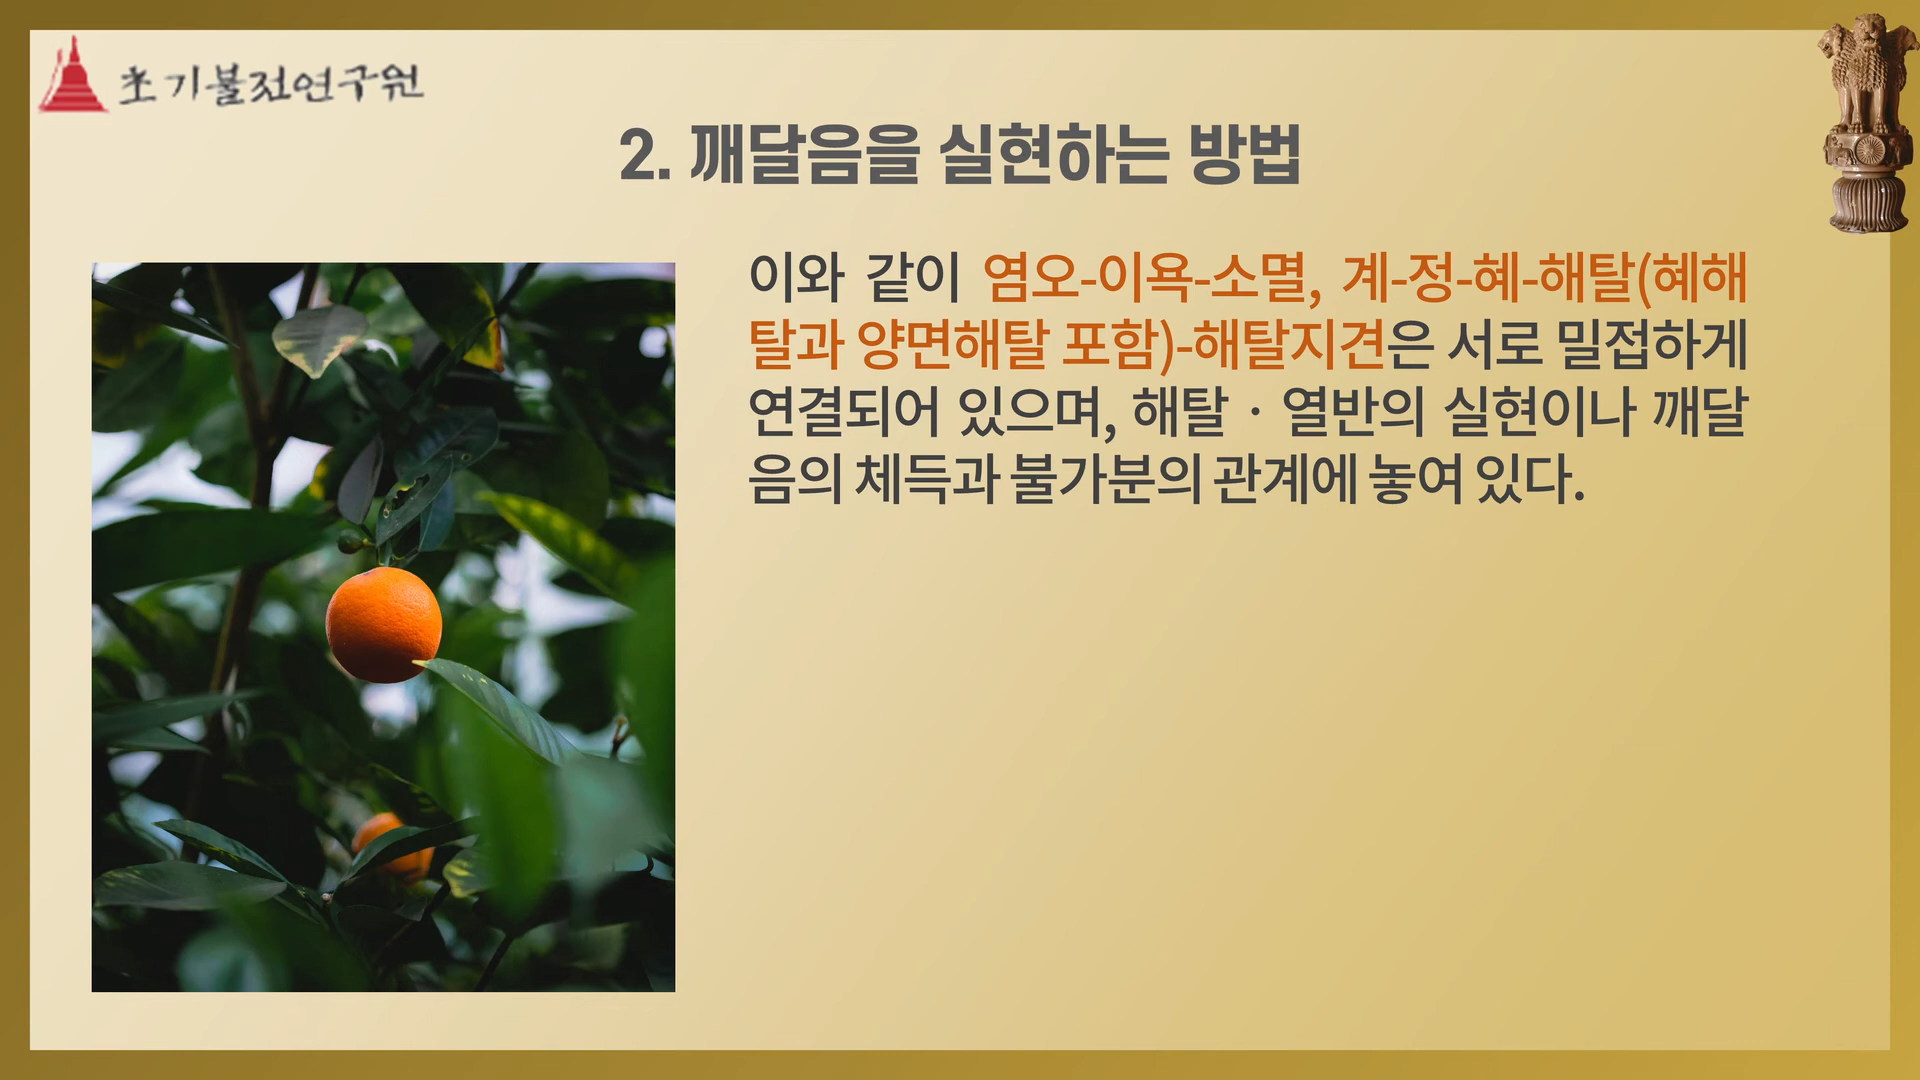 초기불전연구원
2. 깨달음을 실현하는 방법
이와 같이 염오-이욕-소멸, 계-정-혜-해탈(혜해
탈과 양면해탈 포함)-해탈지견은 서로 밀접하게
연결되어 있으며, 해탈 · 열반의 실현이나 깨달
음의 체득과 불가분의 관계에 놓여 있다.